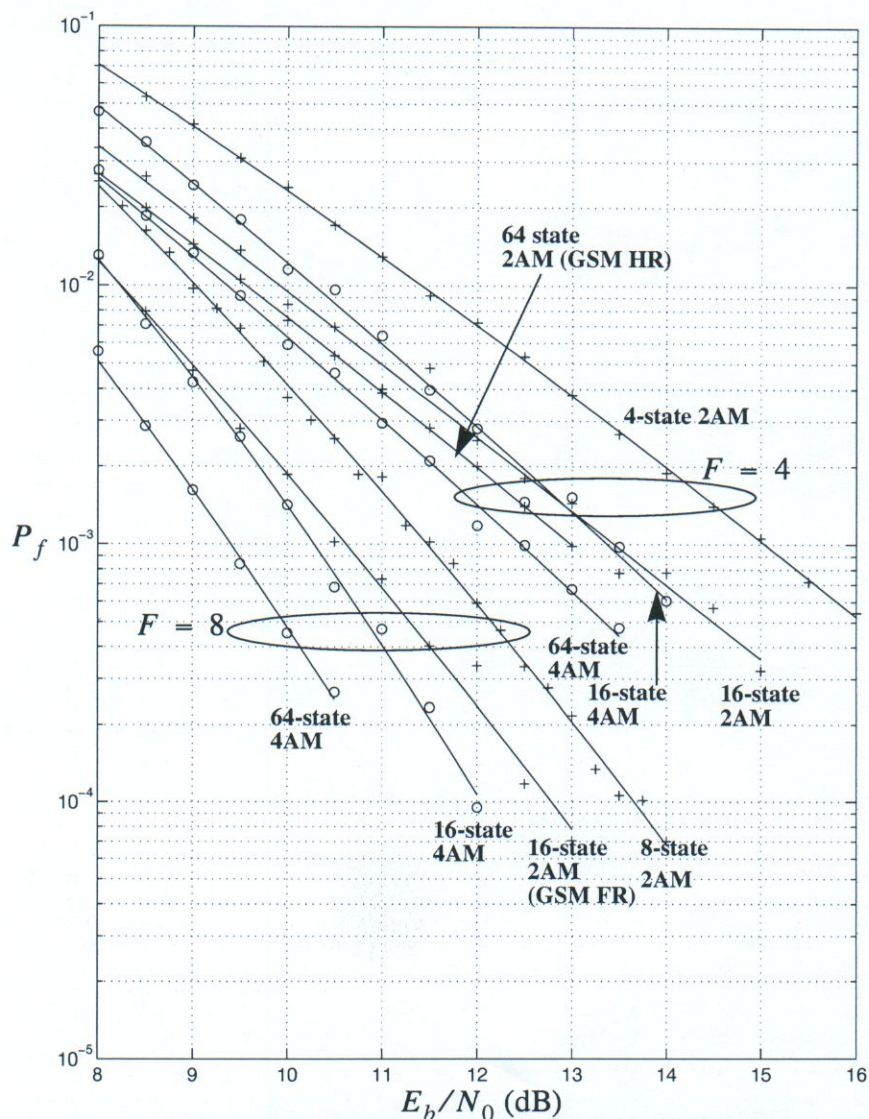 10⁻¹
10⁻²
10⁻³
10⁻⁴
10⁻⁵
P_f
64 state
2AM (GSM HR)
4-state 2AM
F = 4
F = 8
64-state
4AM
64-state
4AM
16-state
4AM
16-state
2AM
16-state
4AM
16-state
2AM
(GSM FR)
8-state
2AM
8 9 10 11 12 13 14 15 16
E_b/N_0 (dB)